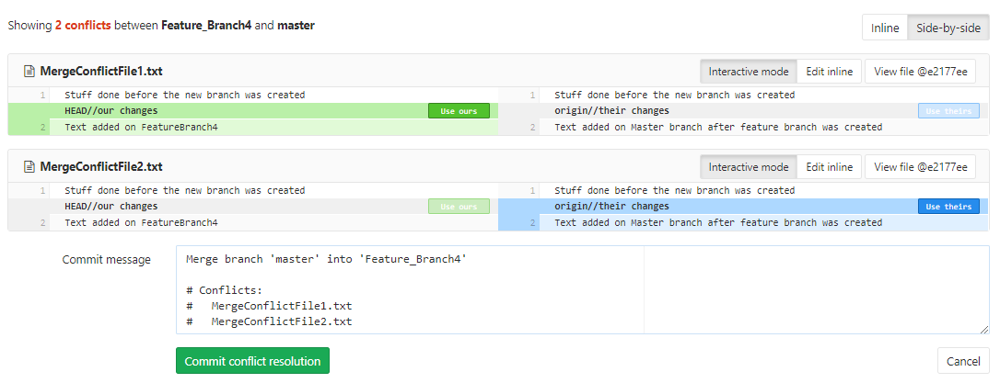 Showing 2 conflicts between Feature_Branch4 and master
Inline Side-by-side
MergeConflictFile1.txt Interactive mode Edit inline View file @e2177ee
1 Stuff done before the new branch was created 1 Stuff done before the new branch was created
HEAD//our changes Use ours origin//their changes Use theirs
2 Text added on FeatureBranch4 2 Text added on Master branch after feature branch was created
MergeConflictFile2.txt Interactive mode Edit inline View file @e2177ee
1 Stuff done before the new branch was created 1 Stuff done before the new branch was created
HEAD//our changes Use ours origin//their changes Use theirs
2 Text added on FeatureBranch4 2 Text added on Master branch after feature branch was created
Commit message Merge branch 'master' into 'Feature_Branch4'
# Conflicts:
#   MergeConflictFile1.txt
#   MergeConflictFile2.txt
Commit conflict resolution Cancel